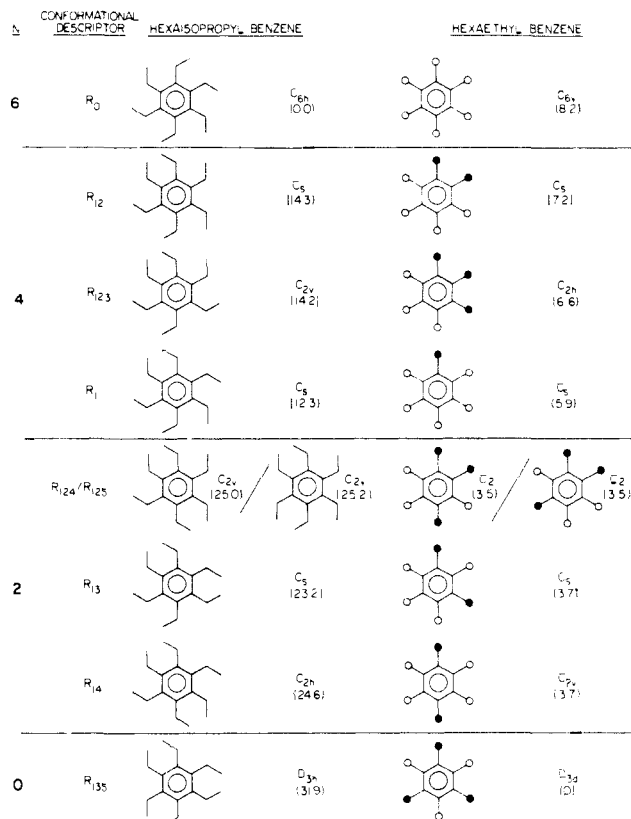 N CONFORMATIONAL DESCRIPTOR HEXAISOPROPYL BENZENE HEXAETHYL BENZENE
6 R0 C6h (0.0) C6v (8.2)
R12 Cs (14.3) Cs (7.2)
4 R123 C2v (14.2) C2h (6.6)
R1 Cs (12.3) Cs (5.9)
R124/R125 C2v (25.0) / C2v (25.2) C2 (3.5) / C2 (3.5)
2 R13 Cs (23.2) Cs (3.7)
R14 C2h (24.6) C2v (3.7)
0 R135 D3h (31.9) D3d (0)